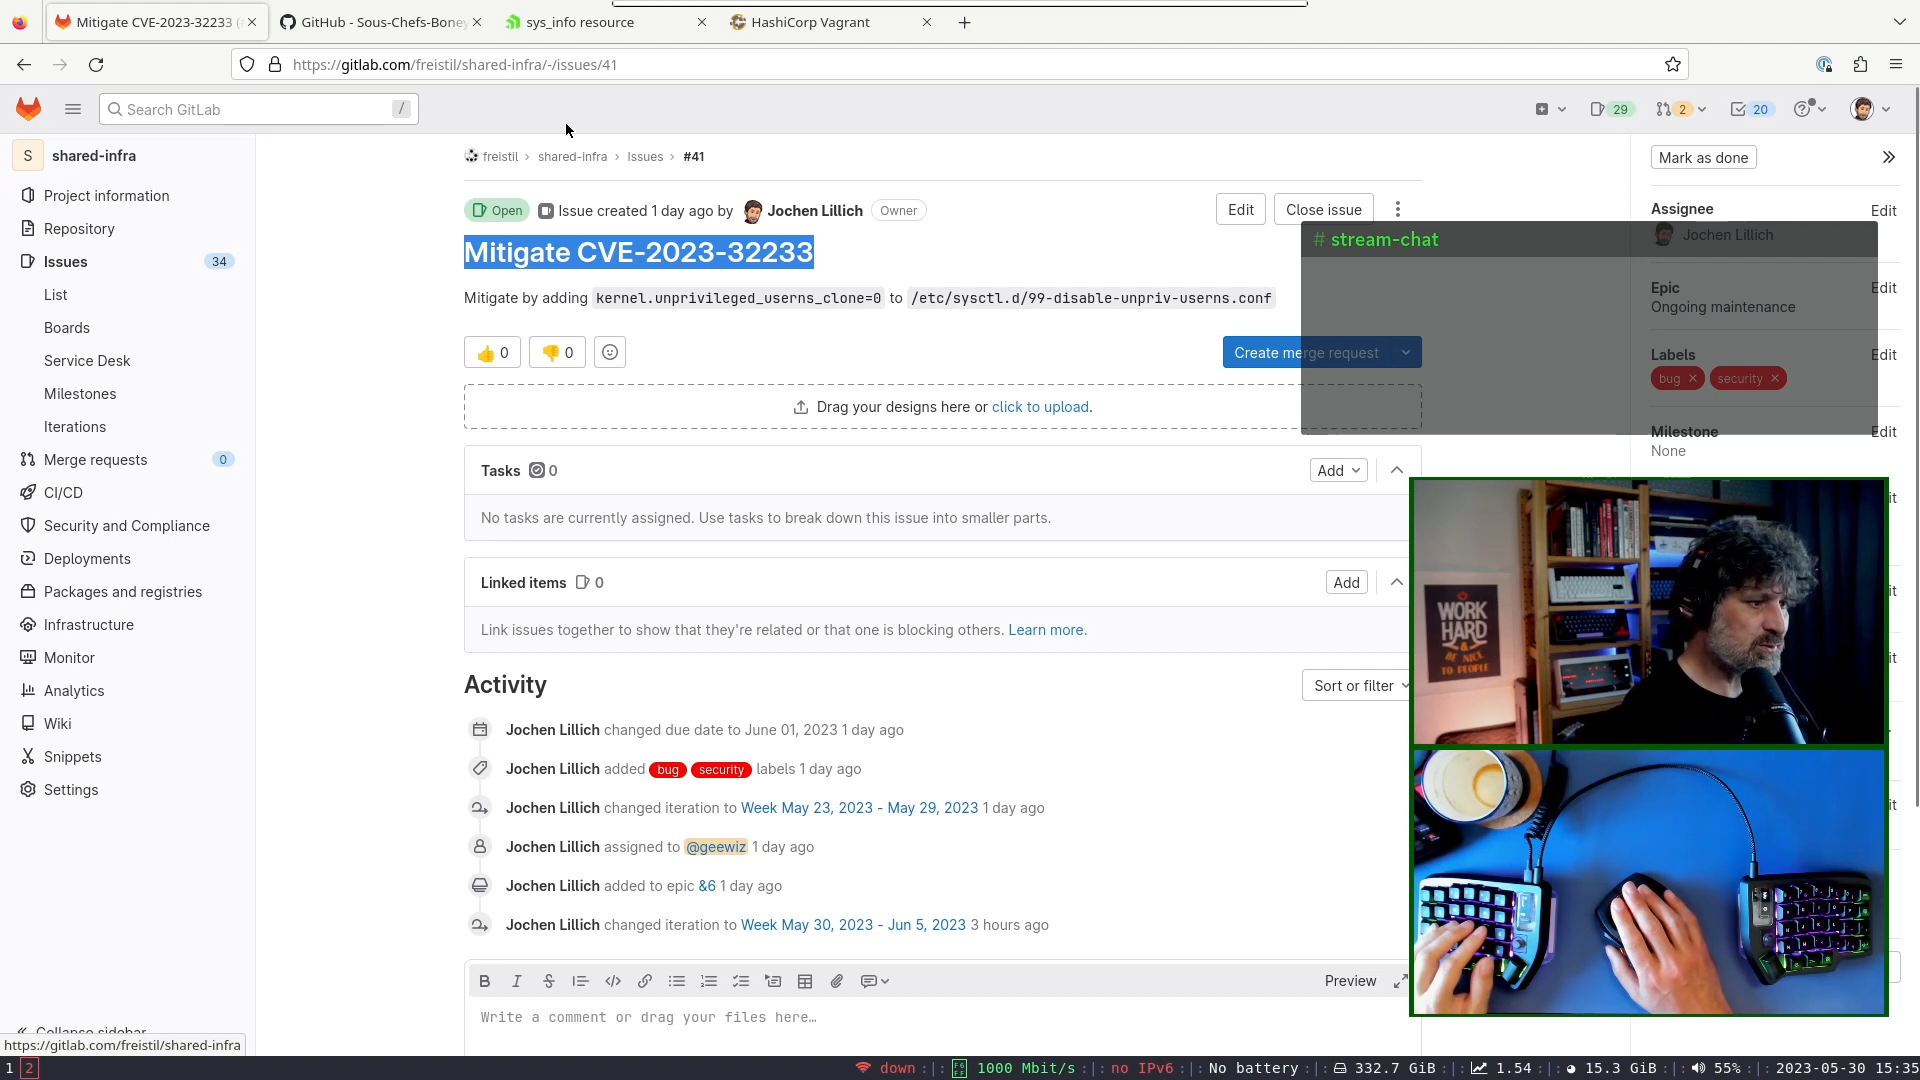 Mitigate CVE-2023-32233 (
GitHub - Sous-Chefs-Boney
sys_info resource
HashiCorp Vagrant
https://gitlab.com/freistil/shared-infra/-/issues/41
Search GitLab
/
29
2
20
S
shared-infra
Project information
Repository
Issues
34
List
Boards
Service Desk
Milestones
Iterations
Merge requests
0
CI/CD
Security and Compliance
Deployments
Packages and registries
Infrastructure
Monitor
Analytics
Wiki
Snippets
Settings
Collapse sidebar
https://gitlab.com/freistil/shared-infra
freistil › shared-infra › Issues › #41
Open
Issue created 1 day ago by Jochen Lillich Owner
Edit
Close issue
Mitigate CVE-2023-32233
Mitigate by adding kernel.unprivileged_userns_clone=0 to /etc/sysctl.d/99-disable-unpriv-userns.conf
0
0
Create merge request
Drag your designs here or click to upload.
Tasks 0
Add
No tasks are currently assigned. Use tasks to break down this issue into smaller parts.
Linked items 0
Add
Link issues together to show that they're related or that one is blocking others. Learn more.
Activity
Sort or filter
Jochen Lillich changed due date to June 01, 2023 1 day ago
Jochen Lillich added bug security labels 1 day ago
Jochen Lillich changed iteration to Week May 23, 2023 - May 29, 2023 1 day ago
Jochen Lillich assigned to @geewiz 1 day ago
Jochen Lillich added to epic &6 1 day ago
Jochen Lillich changed iteration to Week May 30, 2023 - Jun 5, 2023 3 hours ago
Preview
Write a comment or drag your files here…
Mark as done
Assignee
Edit
Jochen Lillich
# stream-chat
Epic
Edit
Ongoing maintenance
Labels
Edit
bug
security
Milestone
Edit
None
WORK
HARD
&
BE NICE
TO PEOPLE
1
2
down :|: 1000 Mbit/s :|: no IPv6 :|: No battery :|: 332.7 GiB :|: 1.54 :|: 15.3 GiB :|: 55% :|: 2023-05-30 15:35